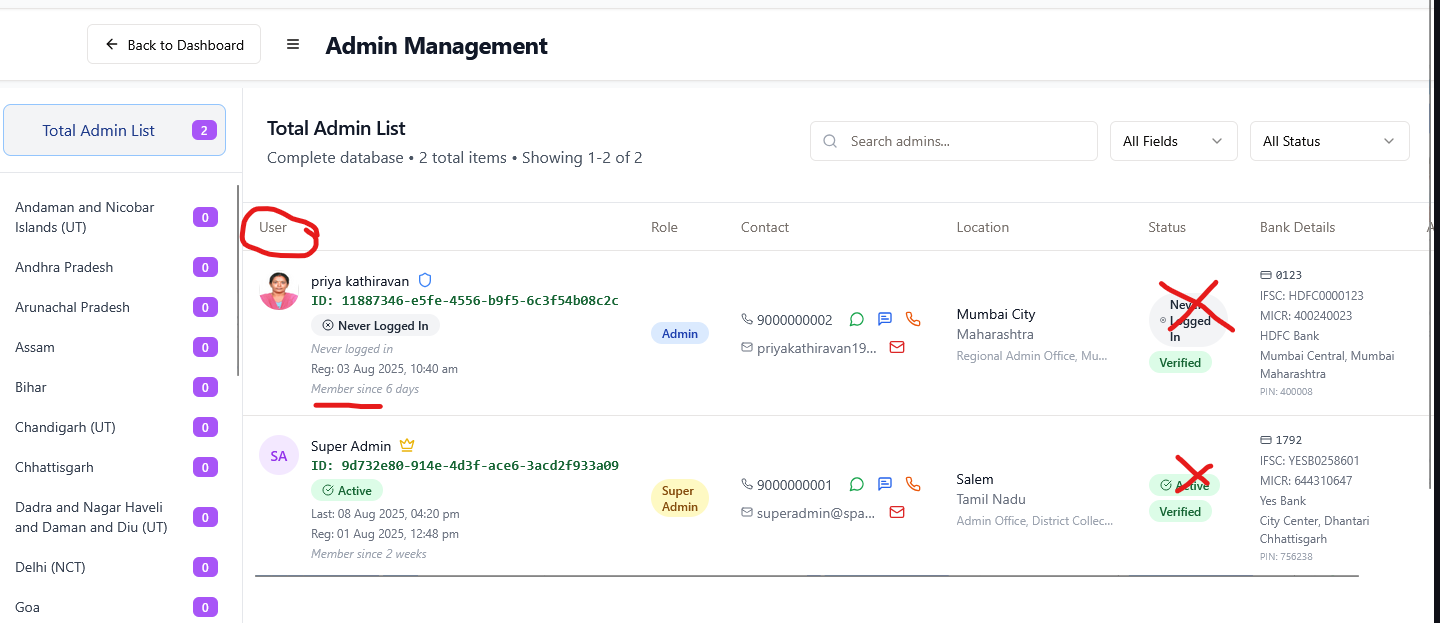 Back to Dashboard
Admin Management
Total Admin List 2
Andaman and Nicobar
Islands (UT) 0
Andhra Pradesh 0
Arunachal Pradesh 0
Assam 0
Bihar 0
Chandigarh (UT) 0
Chhattisgarh 0
Dadra and Nagar Haveli
and Daman and Diu (UT) 0
Delhi (NCT) 0
Goa 0
Total Admin List
Complete database • 2 total items • Showing 1-2 of 2
Search admins...
All Fields
All Status
User Role Contact Location Status Bank Details
priya kathiravan
ID: 11887346-e5fe-4556-b9f5-6c3f54b08c2c
Never Logged In
Never logged in
Reg: 03 Aug 2025, 10:40 am
Member since 6 days
Admin
9000000002
priyakathiravan19...
Mumbai City
Maharashtra
Regional Admin Office, Mu...
Never
Logged
In
Verified
0123
IFSC: HDFC0000123
MICR: 400240023
HDFC Bank
Mumbai Central, Mumbai
Maharashtra
PIN: 400008
SA
Super Admin
ID: 9d732e80-914e-4d3f-ace6-3acd2f933a09
Active
Last: 08 Aug 2025, 04:20 pm
Reg: 01 Aug 2025, 12:48 pm
Member since 2 weeks
Super
Admin
9000000001
superadmin@spa...
Salem
Tamil Nadu
Admin Office, District Collec...
Active
Verified
1792
IFSC: YESB0258601
MICR: 644310647
Yes Bank
City Center, Dhantari
Chhattisgarh
PIN: 756238